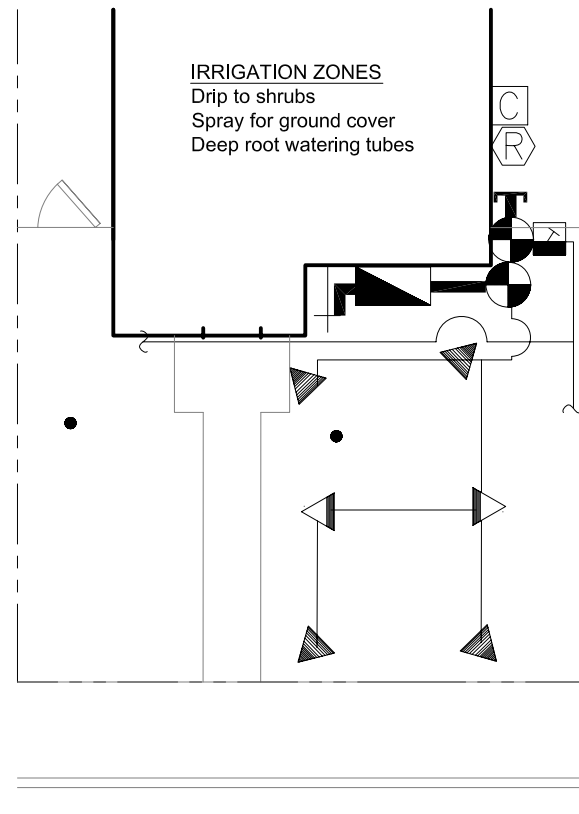 IRRIGATION ZONES
Drip to shrubs
Spray for ground cover
Deep root watering tubes
C
R
T